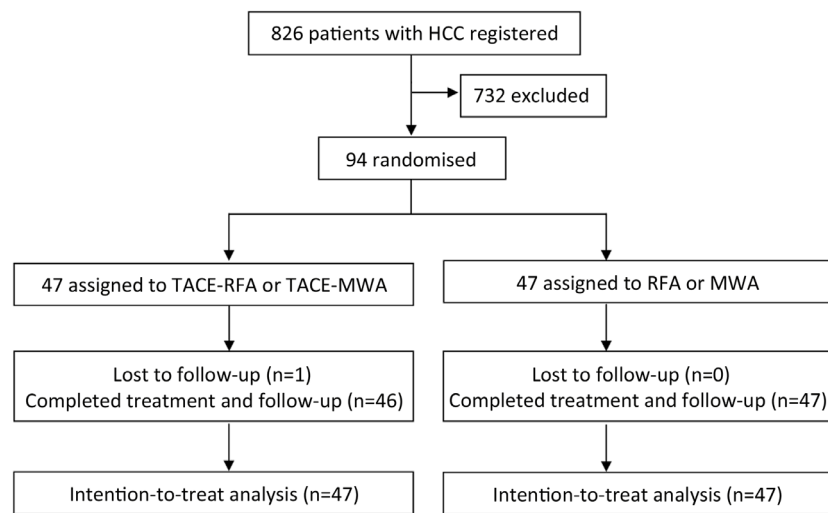 826 patients with HCC registered
732 excluded
94 randomised
47 assigned to TACE-RFA or TACE-MWA
47 assigned to RFA or MWA
Lost to follow-up (n=1)
Completed treatment and follow-up (n=46)
Lost to follow-up (n=0)
Completed treatment and follow-up (n=47)
Intention-to-treat analysis (n=47)
Intention-to-treat analysis (n=47)